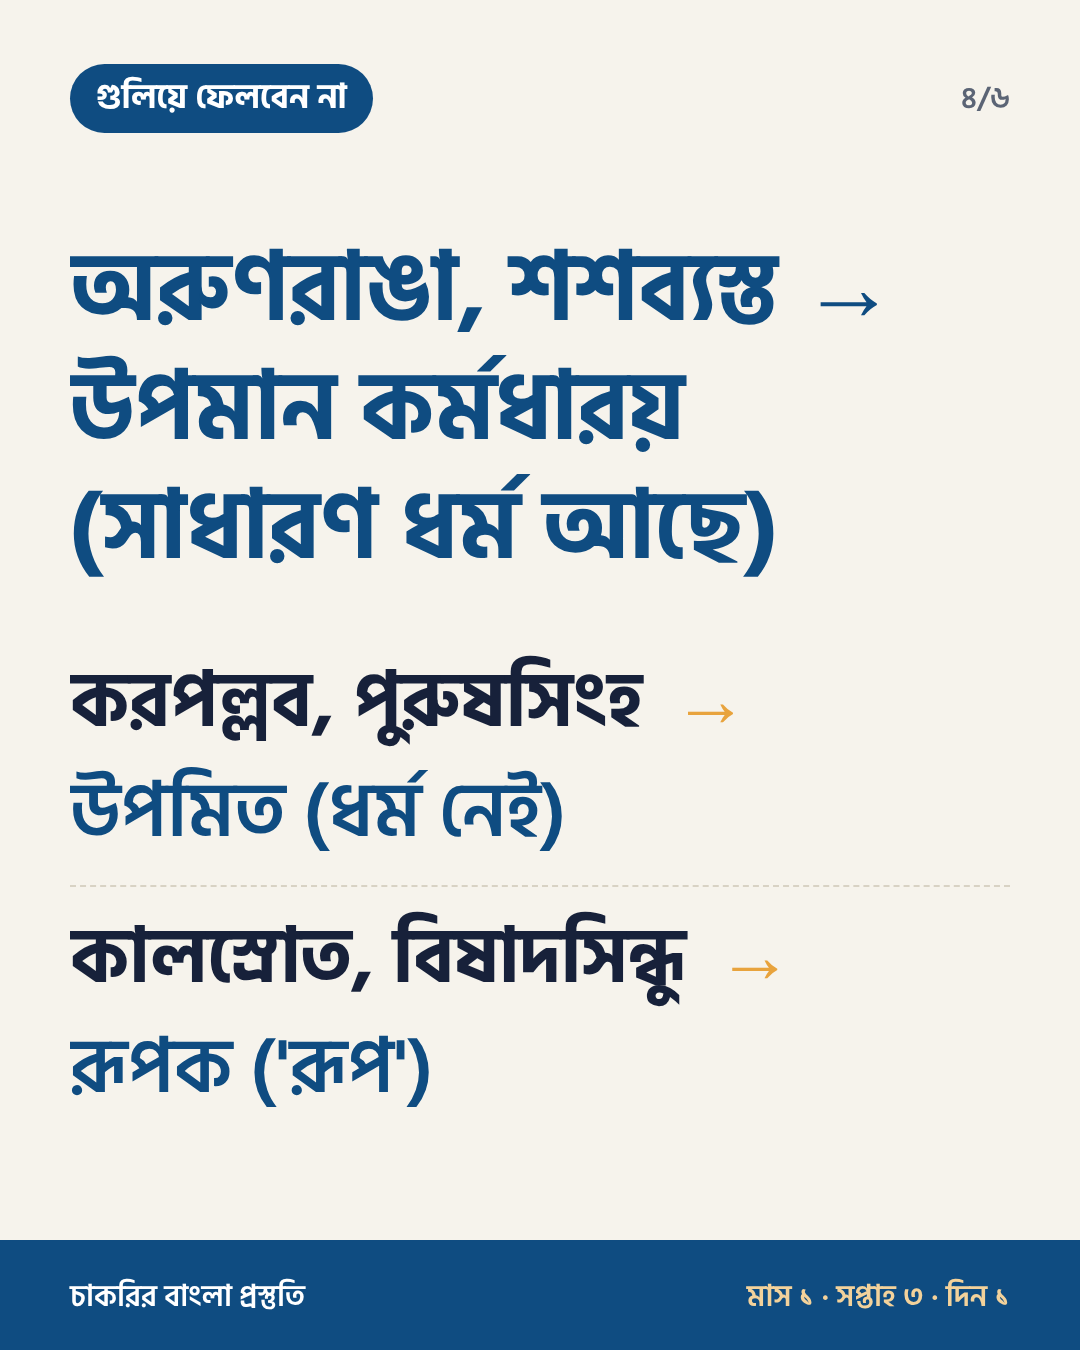 গুলিয়ে ফেলবেন না
৪/৬
অরুণরাঙা, শশব্যস্ত →
উপমান কর্মধারয়
(সাধারণ ধর্ম আছে)
করপল্লব, পুরুষসিংহ →
উপমিত (ধর্ম নেই)
কালস্রোত, বিষাদসিন্ধু →
রূপক ('রূপ')
চাকরির বাংলা প্রস্তুতি
মাস ১ · সপ্তাহ ৩ · দিন ১